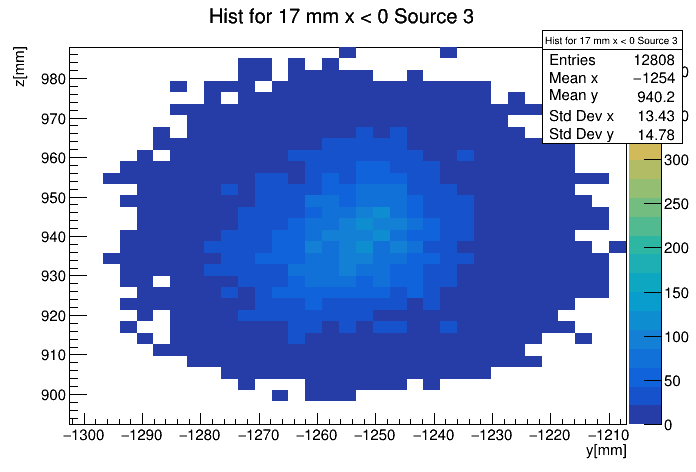 Hist for 17 mm x < 0 Source 3
z[mm]
Hist for 17 mm x < 0 Source 3
Entries 12808
Mean x −1254
Mean y 940.2
Std Dev x 13.43
Std Dev y 14.78
980
970
960
950
940
930
920
910
900
300
250
200
150
100
50
0
−1300 −1290 −1280 −1270 −1260 −1250 −1240 −1230 −1220 −1210
y[mm]